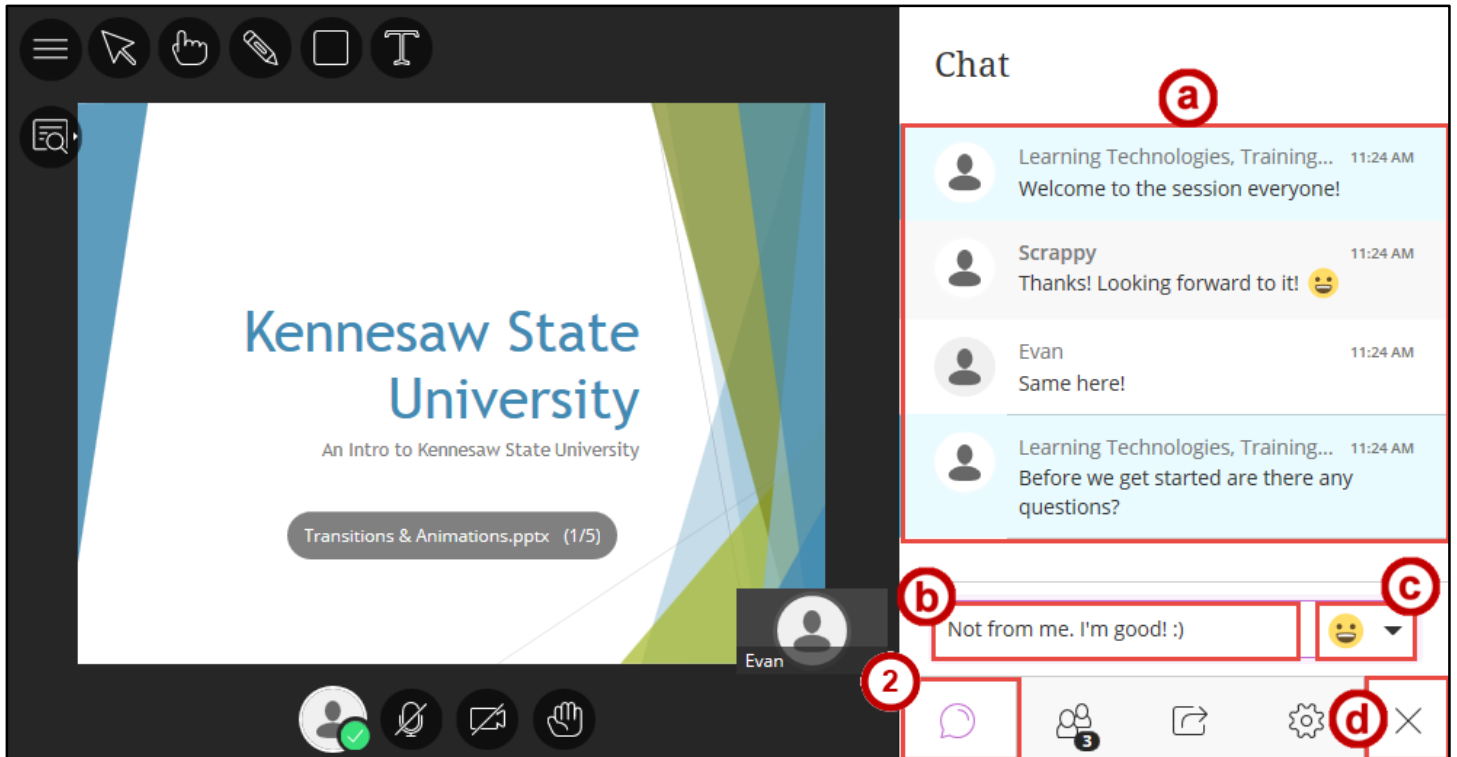 Chat
a
Learning Technologies, Training... 11:24 AM
Welcome to the session everyone!
Scrappy 11:24 AM
Thanks! Looking forward to it!
Evan 11:24 AM
Same here!
Learning Technologies, Training... 11:24 AM
Before we get started are there any
questions?
Kennesaw State
University
An Intro to Kennesaw State University
Transitions & Animations.pptx (1/5)
Evan
b
c
Not from me. I'm good! :)
2
3
d
T